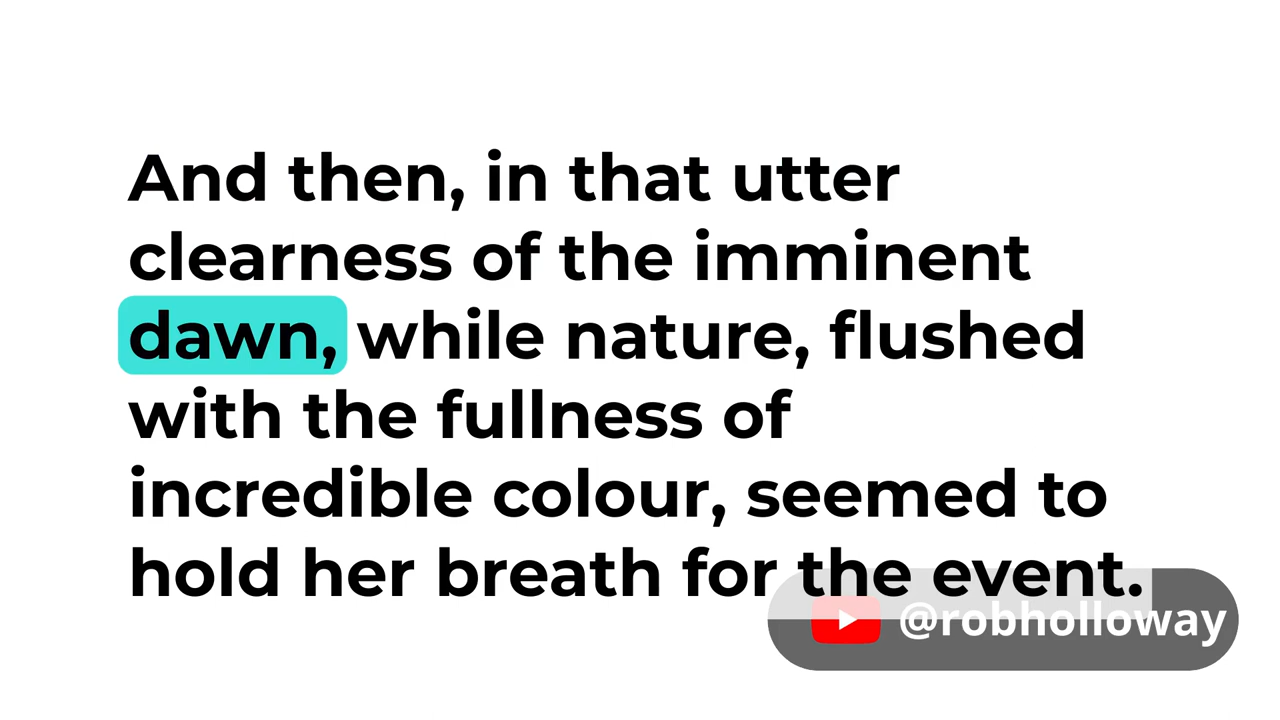 And then, in that utter
clearness of the imminent
dawn, while nature, flushed
with the fullness of
incredible colour, seemed to
hold her breath for the event.
@robholloway